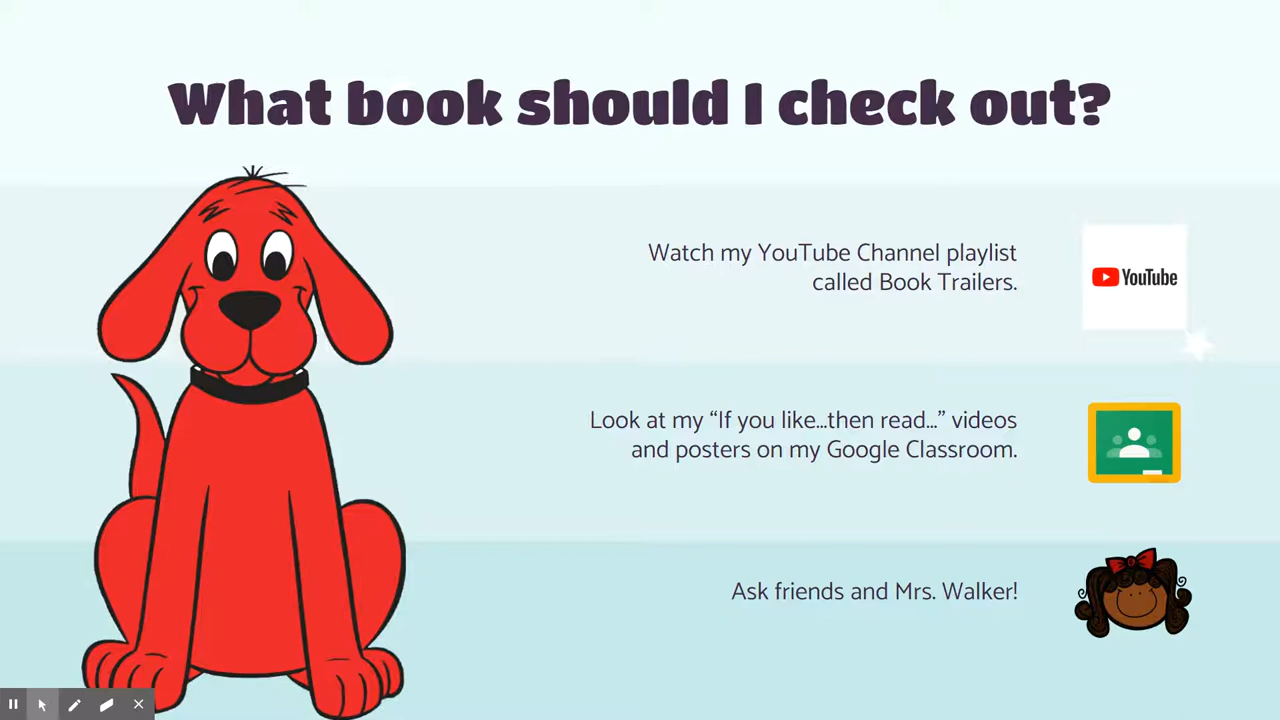 What book should I check out?
Watch my YouTube Channel playlist
called Book Trailers.
YouTube
Look at my “If you like...then read...” videos
and posters on my Google Classroom.
Ask friends and Mrs. Walker!